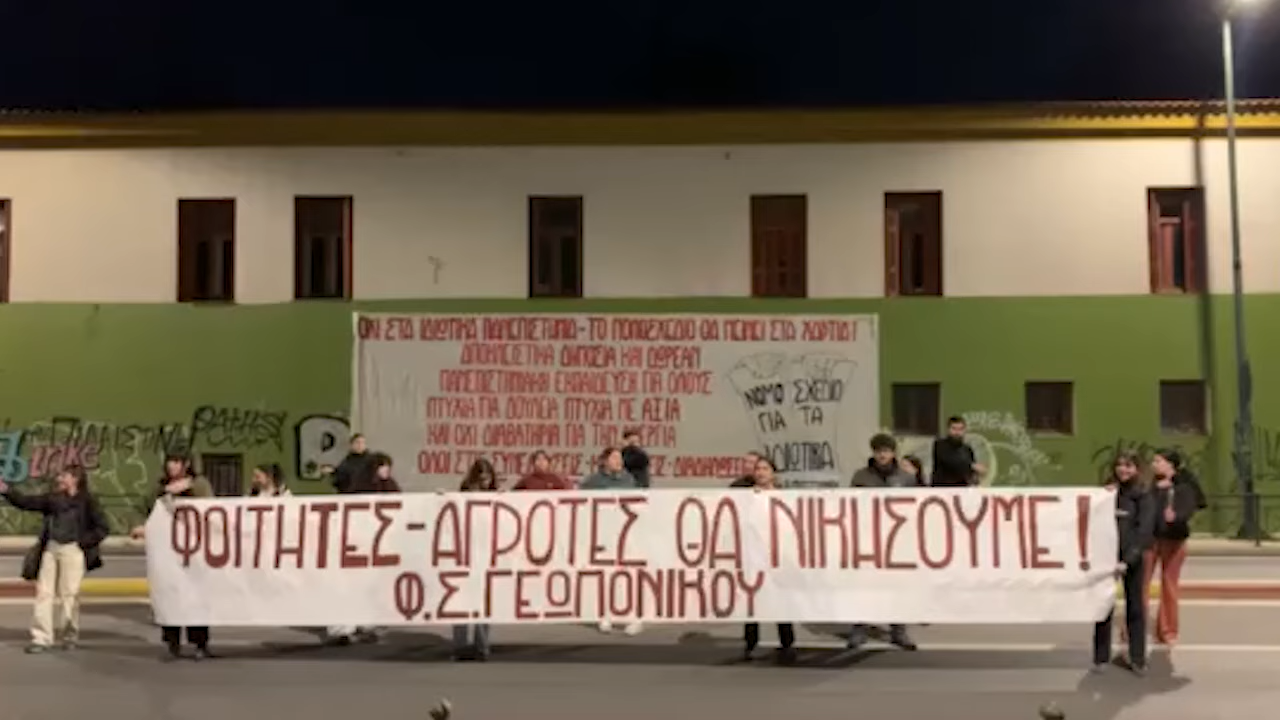 ΟΧΙ ΣΤΑ ΙΔΙΩΤΙΚΑ ΠΑΝΕΠΙΣΤΗΜΙΑ-ΤΟ ΝΟΜΟΣΧΕΔΙΟ ΘΑ ΜΕΙΝΕΙ ΣΤΑ ΧΑΡΤΙΑ!
ΑΠΟΚΛΕΙΣΤΙΚΑ ΔΗΜΟΣΙΑ ΚΑΙ ΔΩΡΕΑΝ
ΠΑΝΕΠΙΣΤΗΜΙΑΚΗ ΕΚΠΑΙΔΕΥΣΗ ΓΙΑ ΟΛΟΥΣ
ΠΤΥΧΙΑ ΓΙΑ ΔΟΥΛΕΙΑ ΠΤΥΧΙΑ ΜΕ ΑΞΙΑ
ΚΑΙ ΟΧΙ ΔΙΑΒΑΤΗΡΙΑ ΓΙΑ ΤΗΝ ΑΝΕΡΓΙΑ
ΟΛΟΙ ΣΤΙΣ ΣΥΝΕΛΕΥΣΕΙΣ
ΝΟΜΟ ΣΧΕΔΙΟ
ΓΙΑ ΤΑ
ΙΔΙΩΤΙΚΑ
ΦΟΙΤΗΤΕΣ-ΑΓΡΟΤΕΣ ΘΑ ΝΙΚΗΣΟΥΜΕ!
Φ.Σ.ΓΕΩΠΟΝΙΚΟΥ